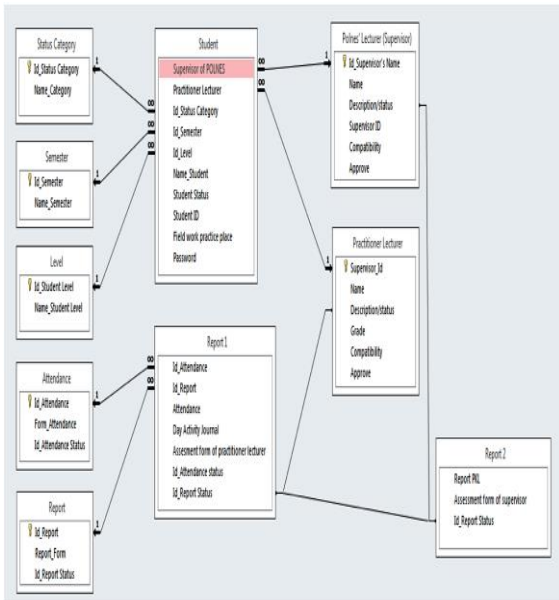 Status Category
Id_Status Category
Name_Category
Semester
Id_Semester
Name_Semester
Level
Id_Student Level
Name_Student Level
Attendance
Id_Attendance
Form_Attendance
Id_Attendance Status
Report
Id_Report
Report_Form
Id_Report Status
Student
Supervisor of POLNES
Practitioner Lecturer
Id_Status Category
Id_Semester
Id_Level
Name_Student
Student Status
Student ID
Field work practice place
Password
Report 1
Id_Attendance
Id_Report
Attendance
Day Activity Journal
Assesment form of practitioner lecturer
Id_Attendance status
Id_Report Status
Polnes' Lecturer (Supervisor)
Id_Supervisor's Name
Name
Description/status
Supervisor ID
Compatibility
Approve
Practitioner Lecturer
Supervisor_Id
Name
Description/status
Grade
Compatibility
Approve
Report 2
Report PKL
Assessment form of supervisor
Id_Report Status
1
1
1
1
1
1
1